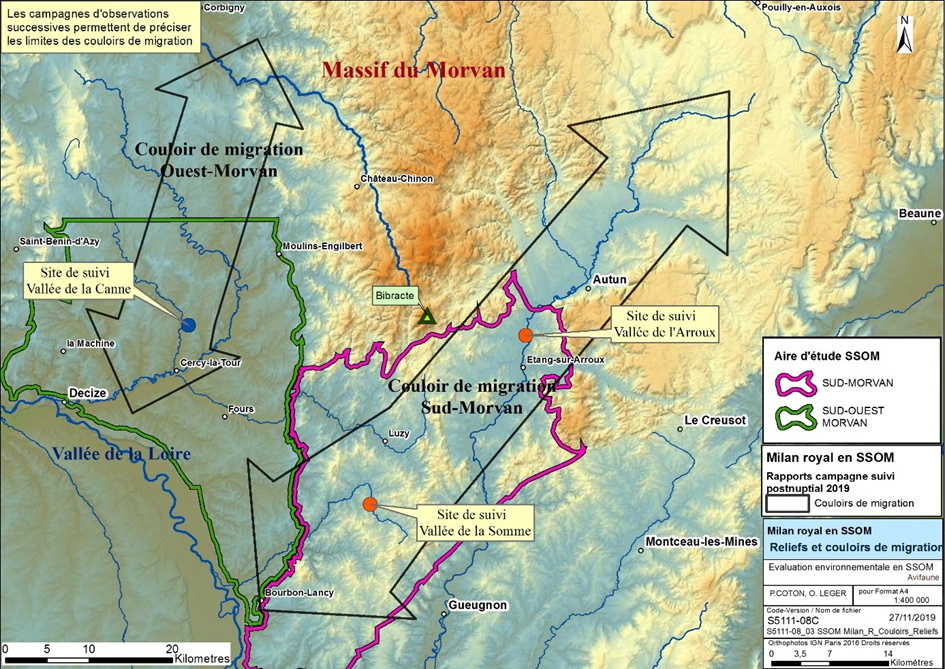 Les campagnes d'observations
successives permettent de préciser
les limites des couloirs de migration
Corbigny
Pouilly-en-Auxois
N
Massif du Morvan
Couloir de migration
Ouest-Morvan
Château-Chinon
Beaune
Saint-Benin-d'Azy
Moulins-Engilbert
Site de suivi
Vallée de la Canne
Autun
Bibracte
Site de suivi
Vallée de l'Arroux
la Machine
Cercy-la-Tour
Etang-sur-Arroux
Couloir de migration
Sud-Morvan
Decize
Fours
Luzy
Le Creusot
Vallée de la Loire
Site de suivi
Vallée de la Somme
Montceau-les-Mines
Bourbon-Lancy
Gueugnon
0 5 10 20
Kilometres
Aire d'étude SSOM
SUD-MORVAN
SUD-OUEST
MORVAN
Milan royal en SSOM
Rapports campagne suivi
postnuptial 2019
Couloirs de migration
Milan royal en SSOM
Reliefs et couloirs de migration
Evaluation environnementale en SSOM
Avifaune
P.COTON, O. LEGER
pour Format A4
1:400 000
Code-Version / Nom de fichier
S5111-08C
27/11/2019
S5111-08_03 SSOM Milan_R_Couloirs_Reliefs
Orthophotos IGN Paris 2016 Droits réservés
0 3,5 7 14
Kilomètres